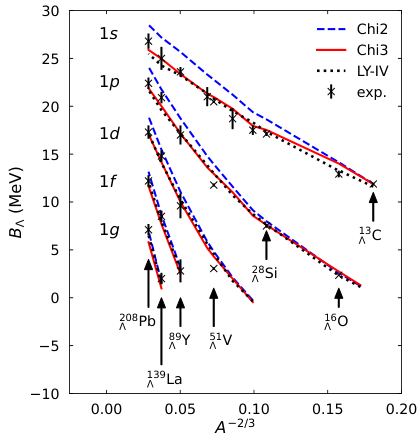 30
25
20
15
10
5
0
−5
−10
B_Λ (MeV)
1s
1p
1d
1f
1g
Chi2
Chi3
LY-IV
exp.
¹³_ΛC
²⁸_ΛSi
¹⁶_ΛO
²⁰⁸_ΛPb
⁸⁹_ΛY
⁵¹_ΛV
¹³⁹_ΛLa
0.00 0.05 0.10 0.15 0.20
A^−2/3